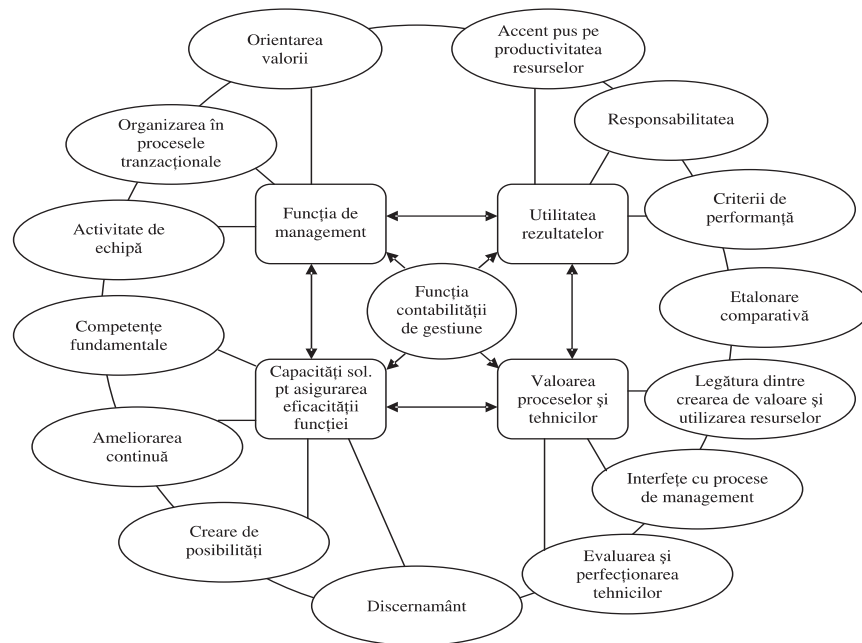 Orientarea
valorii
Accent pus pe
productivitatea
resurselor
Organizarea în
procesele
tranzacționale
Responsabilitatea
Funcția de
management
Utilitatea
rezultatelor
Criterii de
performanță
Activitate de
echipă
Funcția
contabilității
de gestiune
Etalonare
comparativă
Competențe
fundamentale
Capacități sol.
pt asigurarea
eficacității
funcției
Valoarea
proceselor și
tehnicilor
Legătura dintre
crearea de valoare și
utilizarea resurselor
Ameliorarea
continuă
Interfețe cu procese
de management
Creare de
posibilități
Evaluarea și
perfecționarea
tehnicilor
Discernamânt